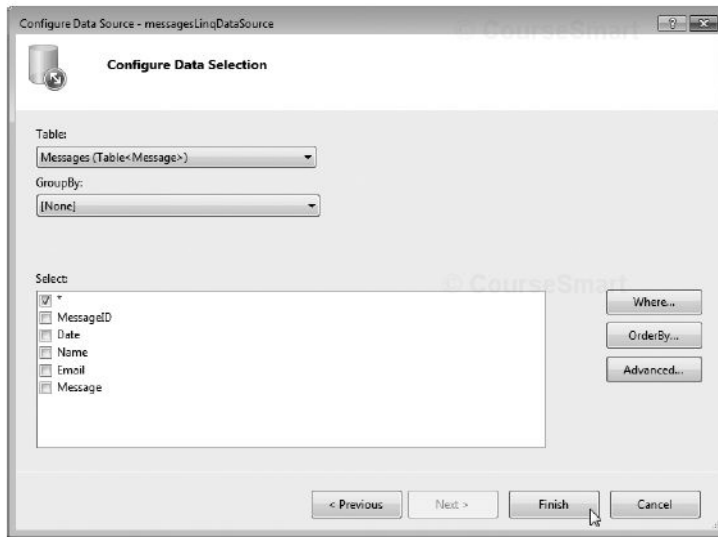 Configure Data Source - messagesLinqDataSource
© CourseSmart
Configure Data Selection
Table:
Messages (Table<Message>)
GroupBy:
[None]
Select:
© CourseSmart
*
MessageID
Date
Name
Email
Message
Where...
OrderBy...
Advanced...
< Previous
Next >
Finish
Cancel